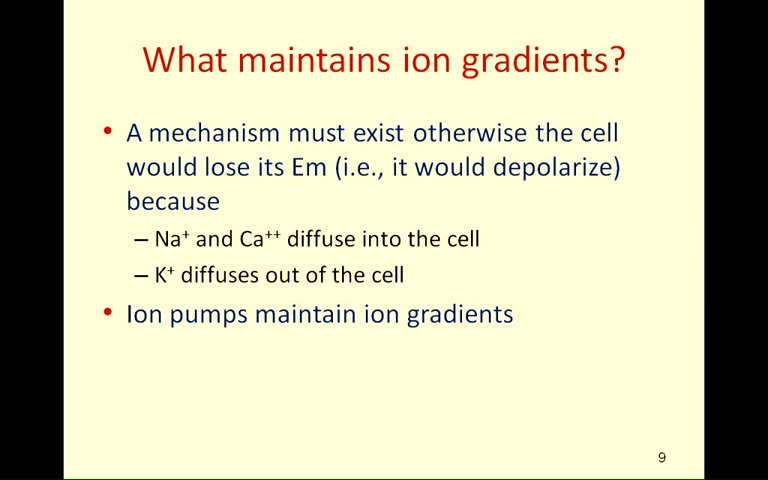 What maintains ion gradients?
• A mechanism must exist otherwise the cell
would lose its Em (i.e., it would depolarize)
because
– Na⁺ and Ca⁺⁺ diffuse into the cell
– K⁺ diffuses out of the cell
• Ion pumps maintain ion gradients
9